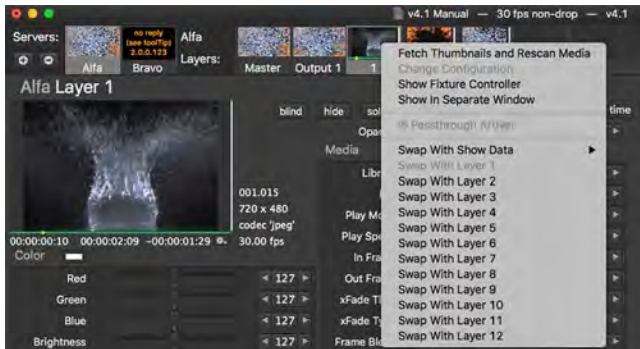 v4.1 Manual — 30 fps non-drop — v4.1
Servers:
no reply
(see toolTip)
2.0.0.123
Alfa
Layers:
Alfa
Bravo
Master
Output 1
1
Fetch Thumbnails and Rescan Media
Change Configuration
Show Fixture Controller
Show In Separate Window
Swap With Show Data
Swap With Layer 1
Swap With Layer 2
Swap With Layer 3
Swap With Layer 4
Swap With Layer 5
Swap With Layer 6
Swap With Layer 7
Swap With Layer 8
Swap With Layer 9
Swap With Layer 10
Swap With Layer 11
Swap With Layer 12
Alfa Layer 1
blind hide time
Media
001.015
720 x 480
codec 'jpeg'
30.00 fps
00:00:00:10 00:00:02:09 -00:00:01:29
Color
Red 127
Green 127
Blue 127
Brightness 127